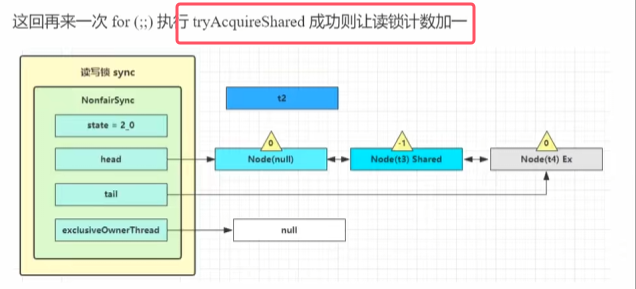 这回再来一次 for (;;) 执行 tryAcquireShared 成功则让读锁计数加一
读写锁 sync
NonfairSync
t2
state = 2_0
0
-1
0
head
Node(null)
Node(t3) Shared
Node(t4) Ex
tail
exclusiveOwnerThread
null